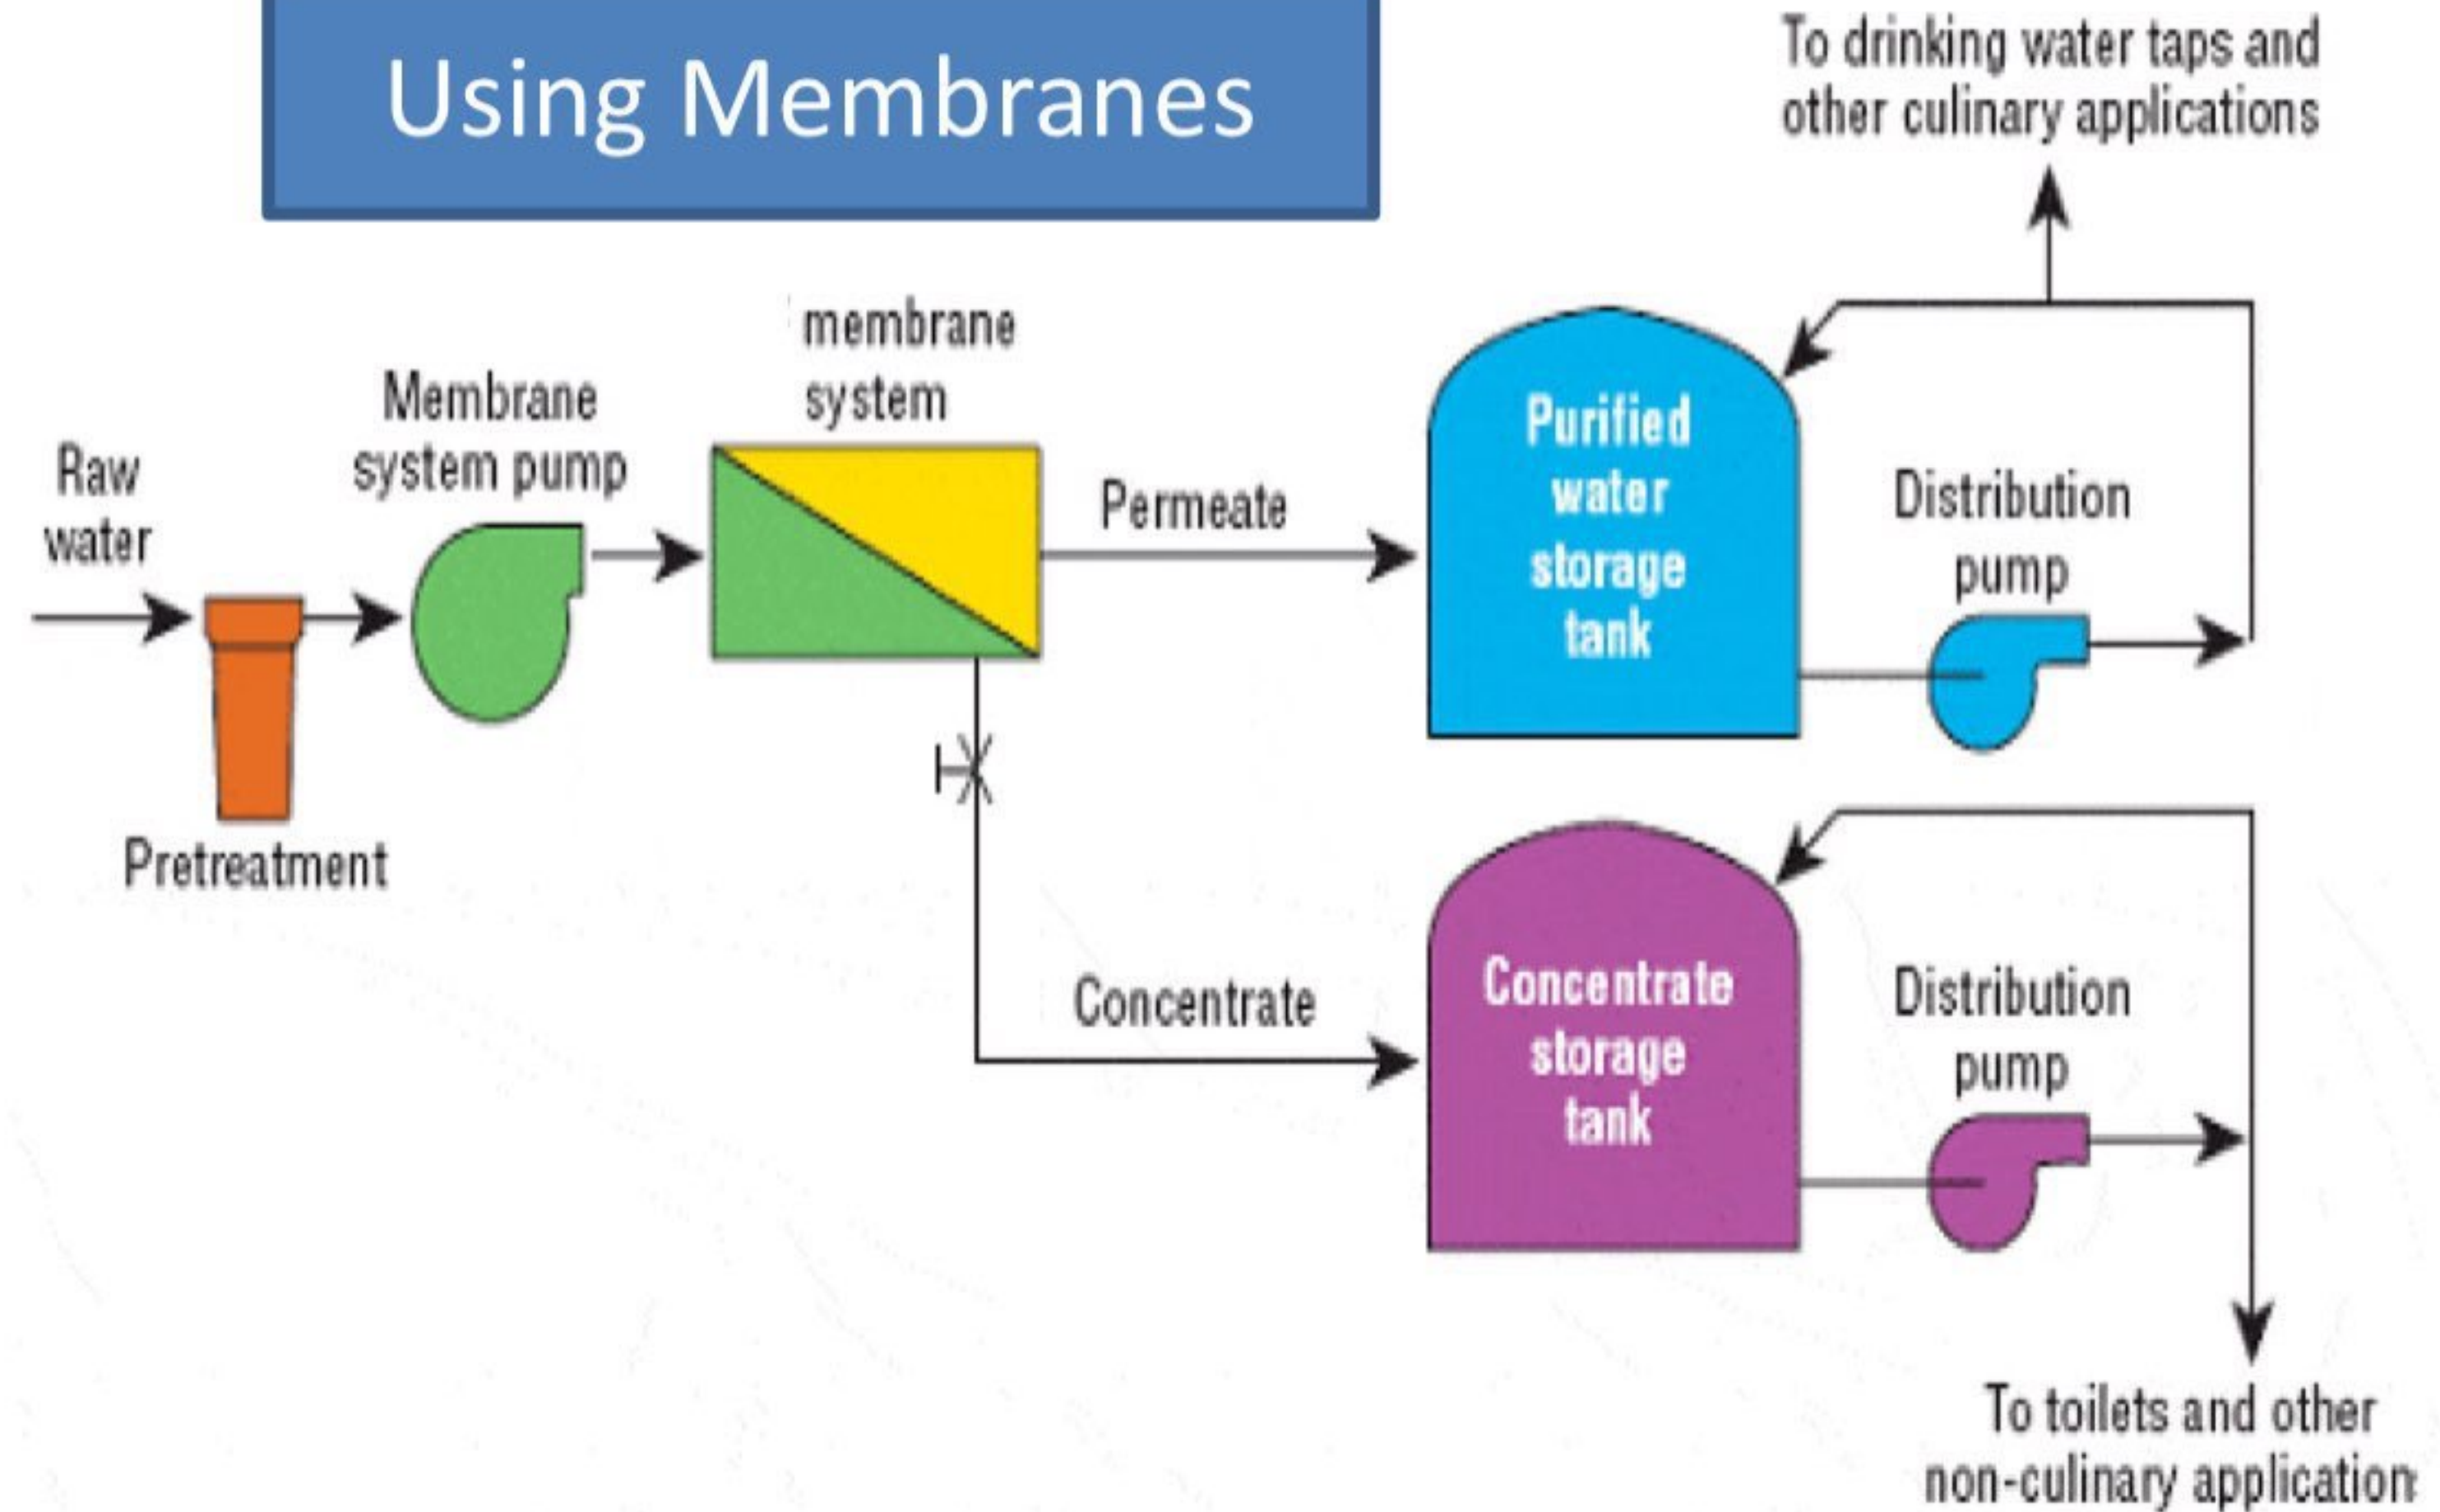 Using Membranes
To drinking water taps and
other culinary applications
membrane
system
Membrane
system pump
Raw
water
Permeate
Purified
water
storage
tank
Distribution
pump
Pretreatment
Concentrate
Concentrate
storage
tank
Distribution
pump
To toilets and other
non-culinary application